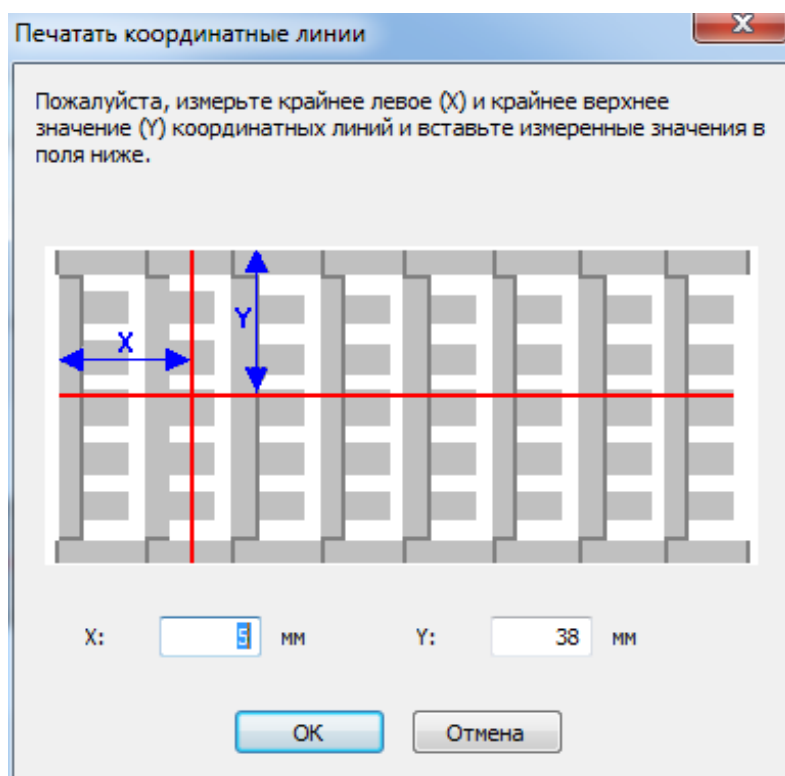 Печатать координатные линии
X
Пожалуйста, измерьте крайнее левое (X) и крайнее верхнее
значение (Y) координатных линий и вставьте измеренные значения в
поля ниже.
Y
X
X: 5 мм Y: 38 мм
ОК Отмена